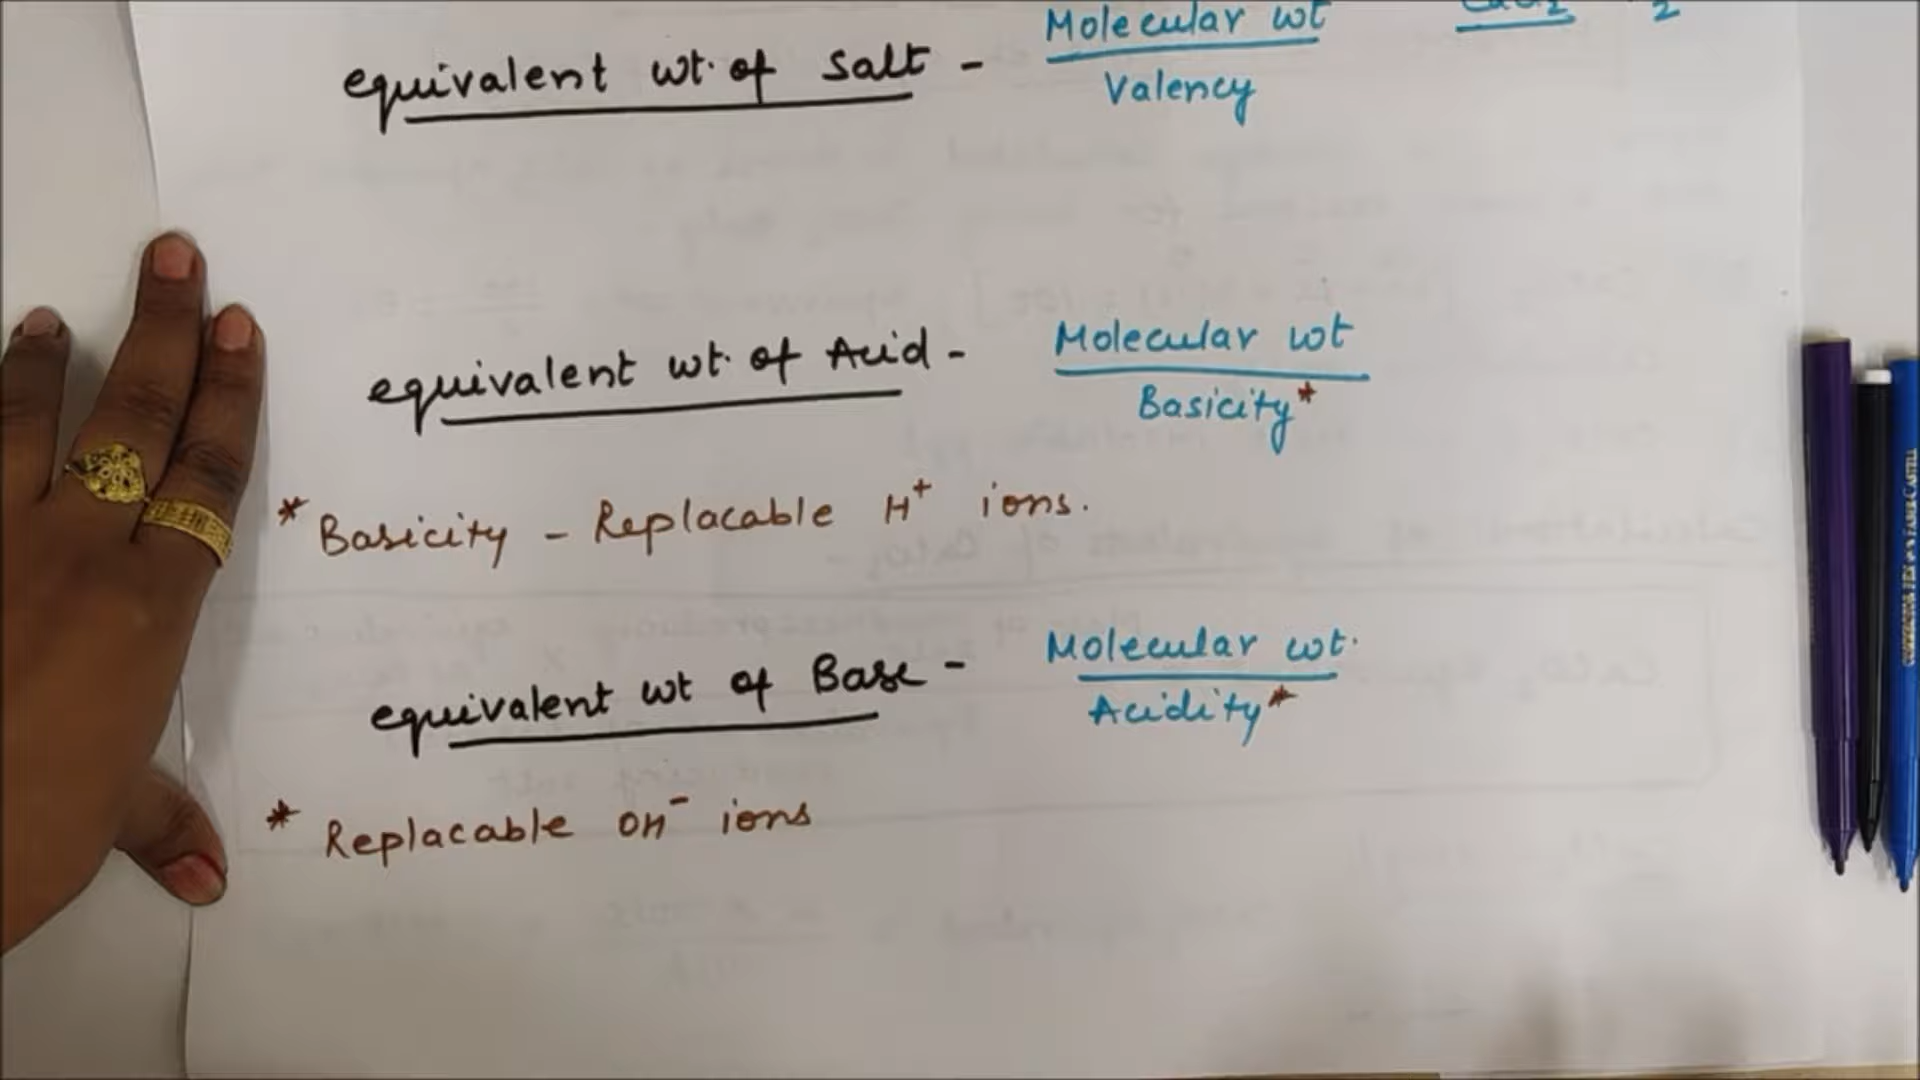 Molecular wt
equivalent wt. of salt - Valency
2
Molecular wt
equivalent wt. of Acid - Basicity*
* Basicity - Replacable H⁺ ions.
Molecular wt.
equivalent wt of Base - Acidity*
* Replacable OH⁻ ions